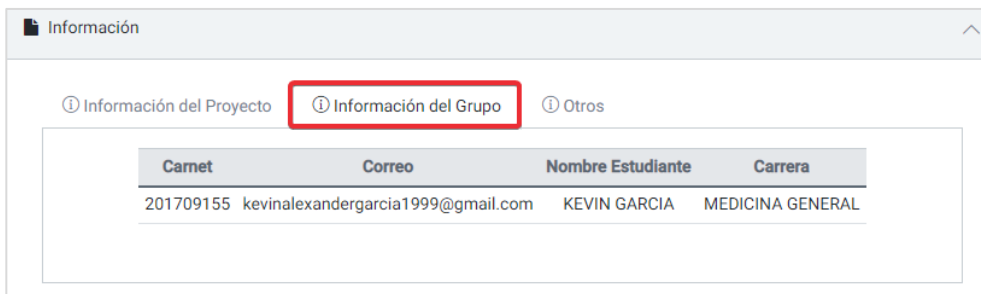 Información
Información del Proyecto Información del Grupo Otros
Carnet Correo Nombre Estudiante Carrera
201709155 kevinalexandergarcia1999@gmail.com KEVIN GARCIA MEDICINA GENERAL